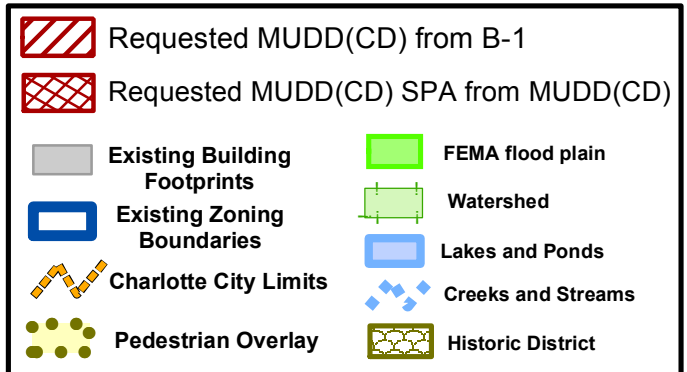 Requested MUDD(CD) from B-1
Requested MUDD(CD) SPA from MUDD(CD)
Existing Building
Footprints
Existing Zoning
Boundaries
Charlotte City Limits
Pedestrian Overlay
FEMA flood plain
Watershed
Lakes and Ponds
Creeks and Streams
Historic District